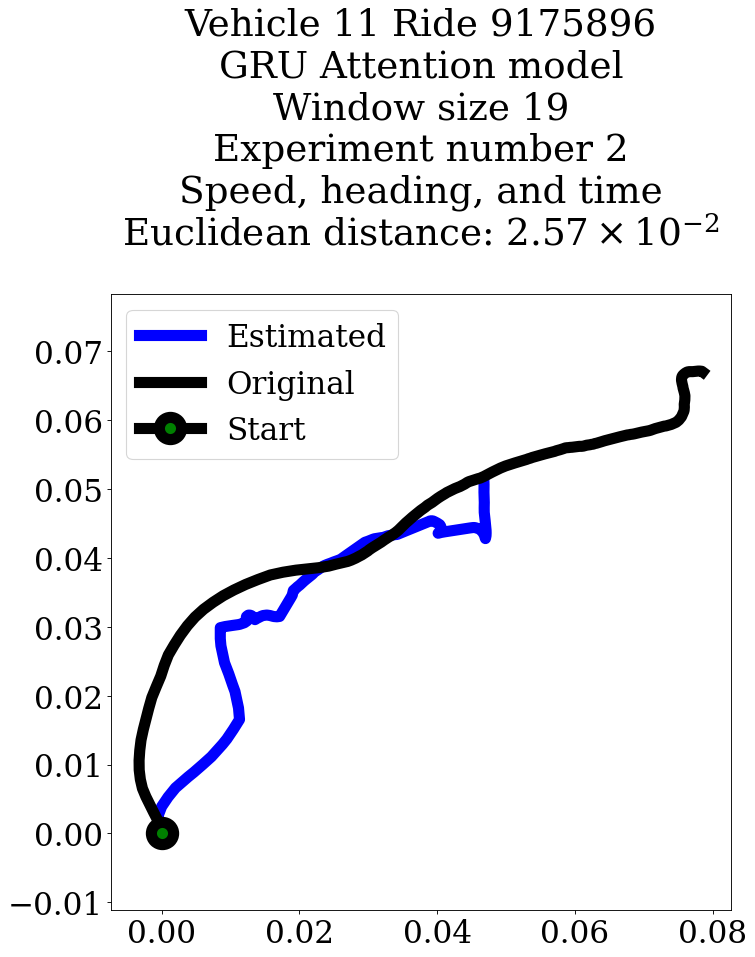 Vehicle 11 Ride 9175896
GRU Attention model
Window size 19
Experiment number 2
Speed, heading, and time
Euclidean distance: 2.57 × 10⁻²
Estimated
Original
Start
0.07
0.06
0.05
0.04
0.03
0.02
0.01
0.00
−0.01
0.00 0.02 0.04 0.06 0.08